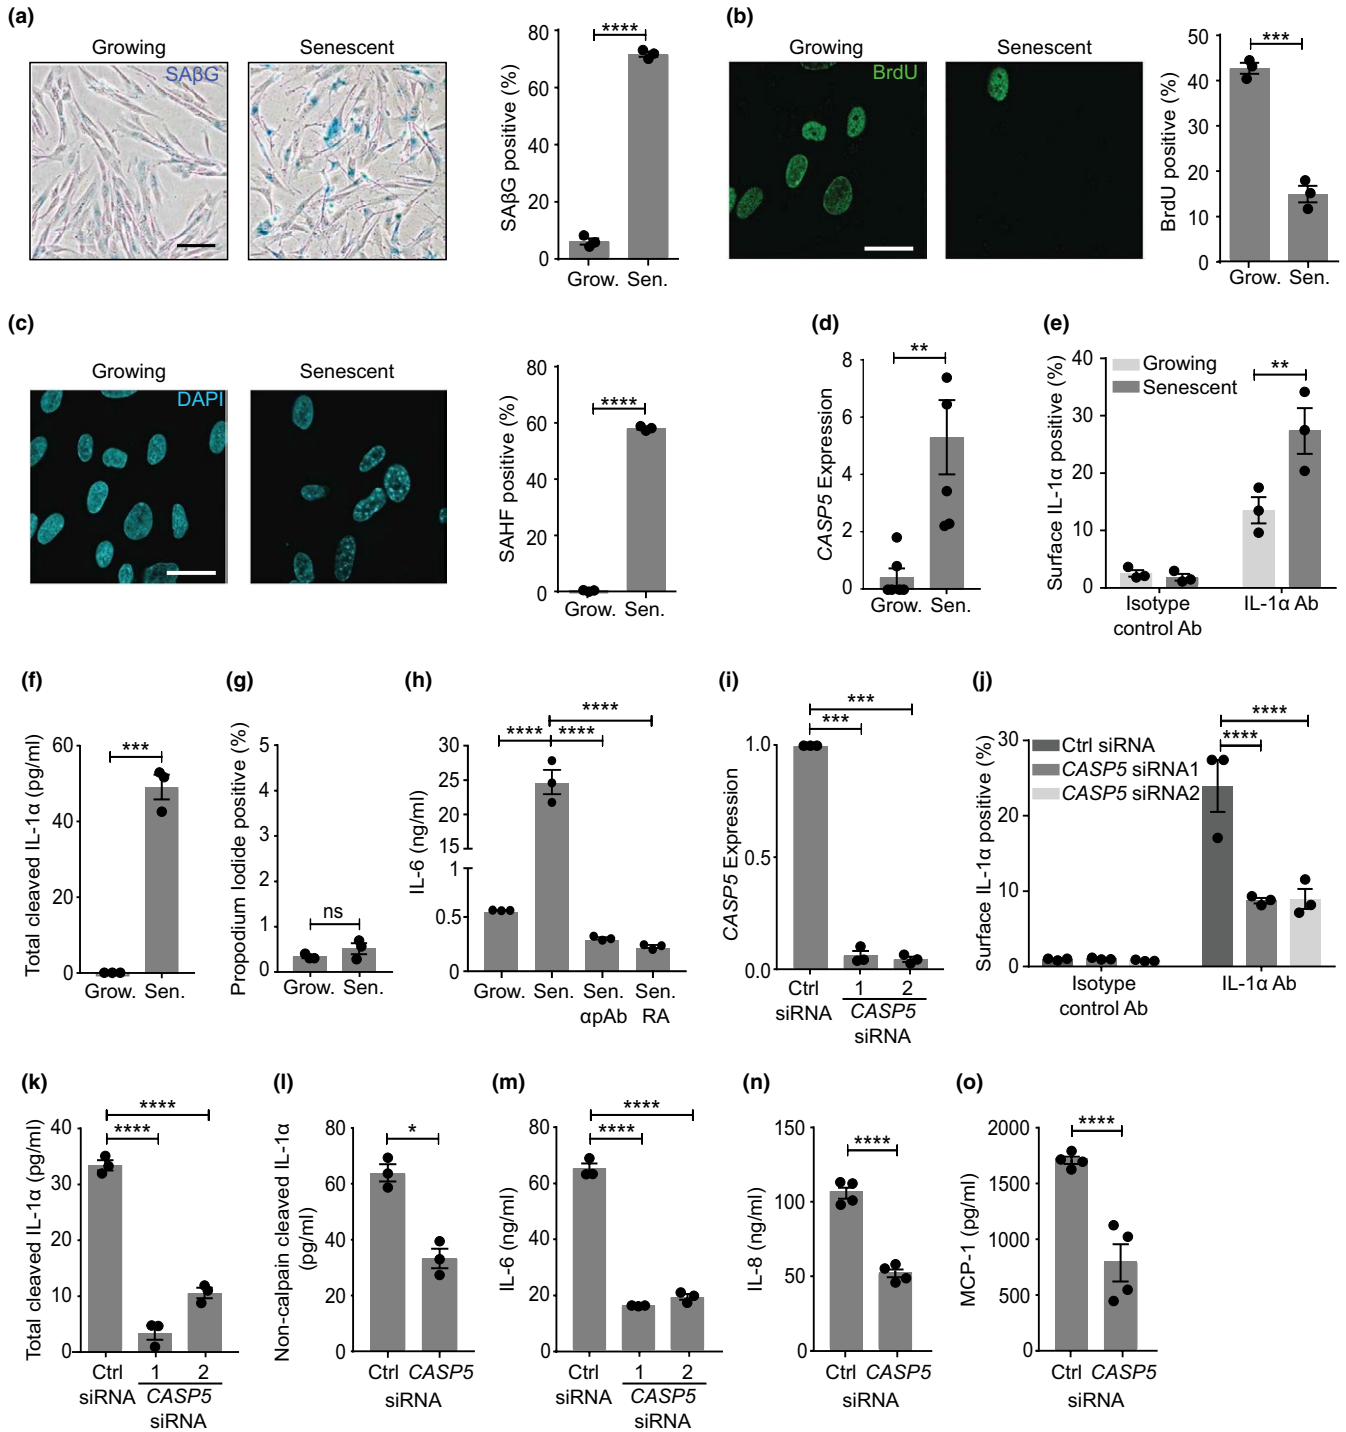 (a)
Growing
Senescent
SAβG
SAβG positive (%)
80
60
40
20
0
****
Grow. Sen.
(b)
Growing
Senescent
BrdU
BrdU positive (%)
50
40
30
20
10
0
***
Grow. Sen.
(c)
Growing
Senescent
DAPI
SAHF positive (%)
80
60
40
20
0
****
Grow. Sen.
(d)
CASP5 Expression
8
6
4
2
0
**
Grow. Sen.
(e)
Surface IL-1α positive (%)
40
30
20
10
0
Growing
Senescent
**
Isotype
control Ab
IL-1α Ab
(f)
Total cleaved IL-1α (pg/ml)
60
40
20
0
***
Grow. Sen.
(g)
Propodium Iodide positive (%)
5
4
3
2
1
0
ns
Grow. Sen.
(h)
IL-6 (ng/ml)
30
25
20
15
1
0.5
0
****
****
****
Grow. Sen. Sen. Sen.
αpAb RA
(i)
CASP5 Expression
1.0
0.5
0.0
***
***
Ctrl 1 2
siRNA CASP5
siRNA
(j)
Surface IL-1α positive (%)
30
20
10
0
Ctrl siRNA
CASP5 siRNA1
CASP5 siRNA2
****
****
Isotype
control Ab
IL-1α Ab
(k)
Total cleaved IL-1α (pg/ml)
40
30
20
10
0
****
****
Ctrl 1 2
siRNA CASP5
siRNA
(l)
Non-calpain cleaved IL-1α
(pg/ml)
80
60
40
20
0
*
Ctrl CASP5
siRNA
(m)
IL-6 (ng/ml)
80
60
40
20
0
****
****
Ctrl 1 2
siRNA CASP5
siRNA
(n)
IL-8 (ng/ml)
150
100
50
0
****
Ctrl CASP5
siRNA
(o)
MCP-1 (pg/ml)
2000
1500
1000
500
0
****
Ctrl CASP5
siRNA